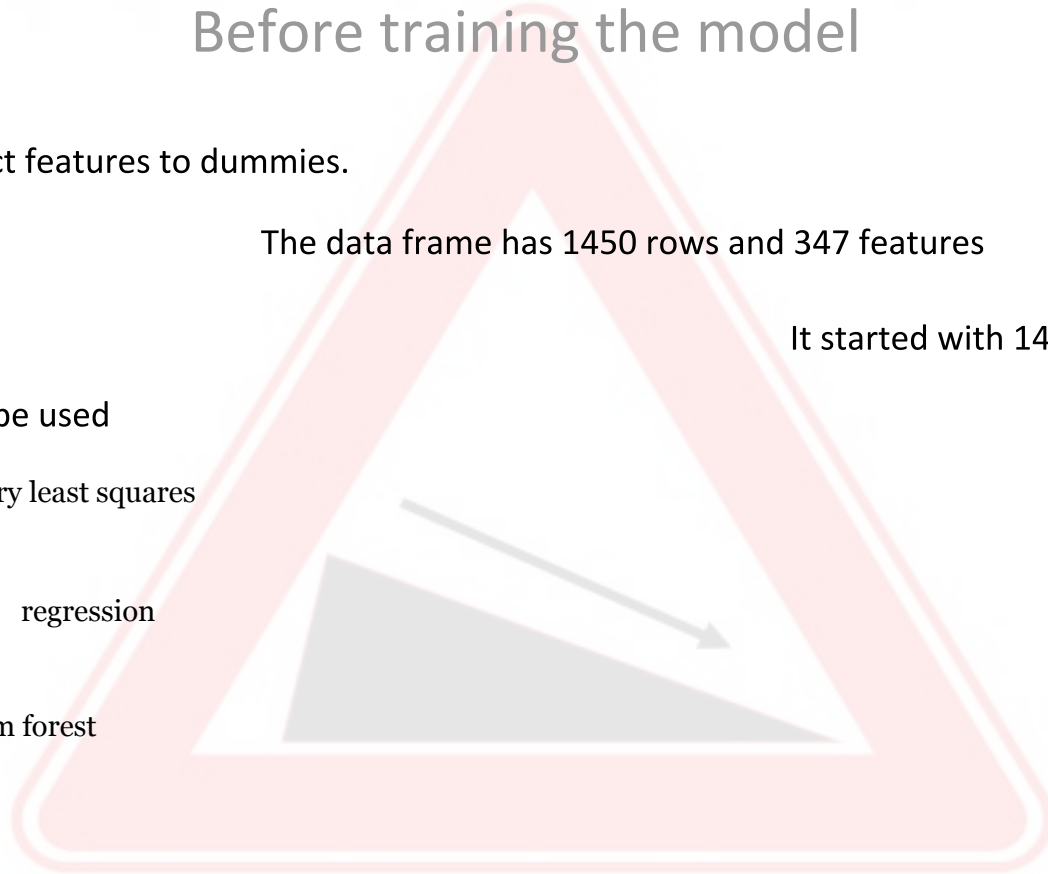 Before training the model
ct features to dummies.
The data frame has 1450 rows and 347 features
It started with 14
be used
ry least squares
regression
m forest